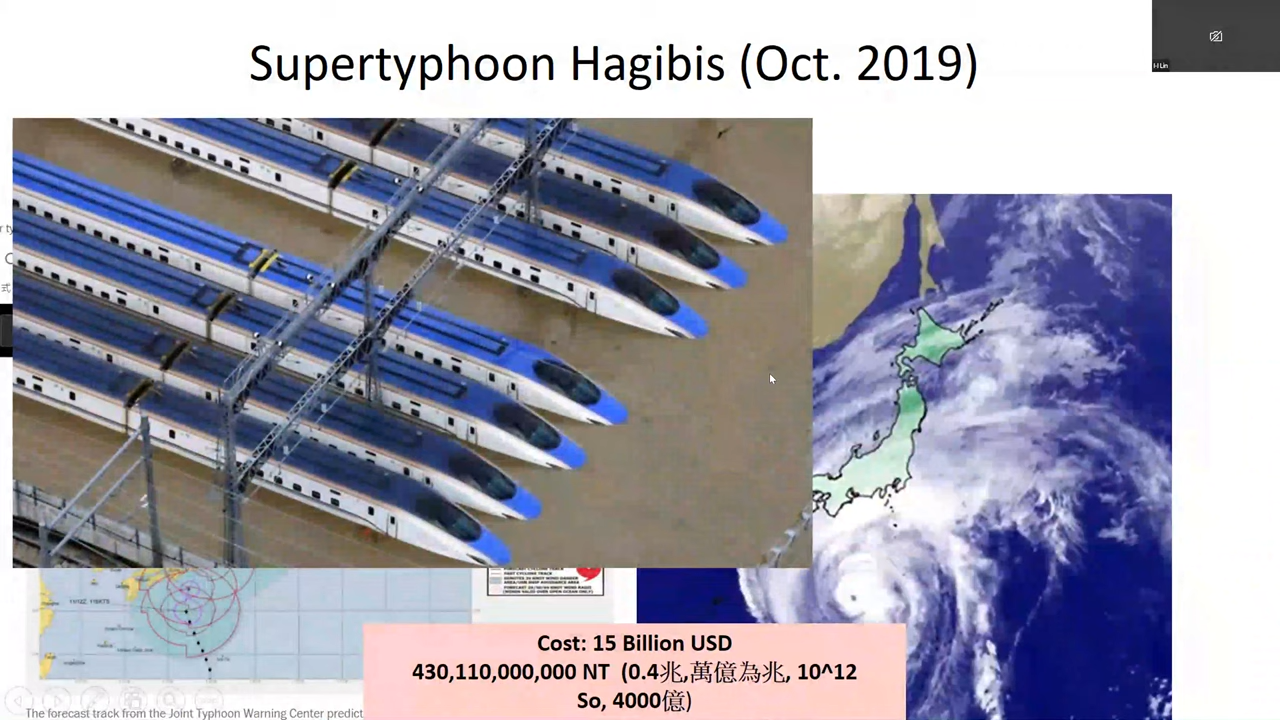 Supertyphoon Hagibis (Oct. 2019)
I-I Lin
Cost: 15 Billion USD
430,110,000,000 NT (0.4兆,萬億為兆, 10^12
So, 4000億)
The forecast track from the Joint Typhoon Warning Center predict